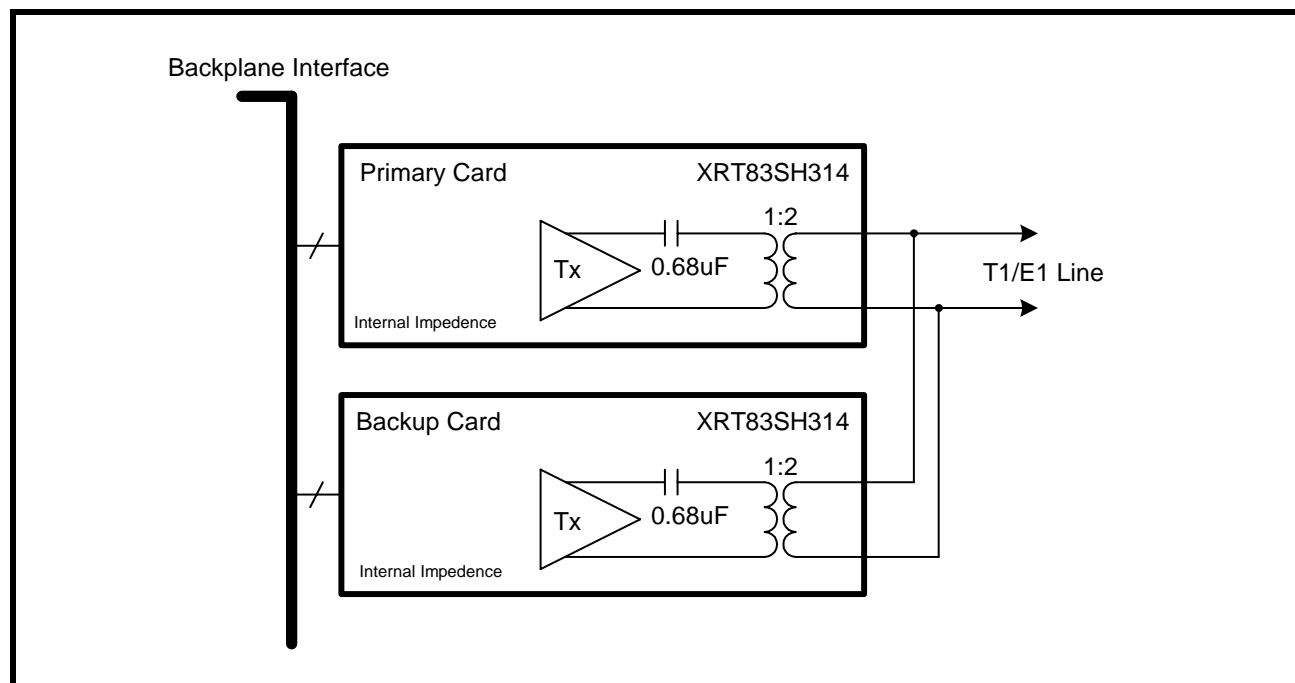 Backplane Interface
Primary Card XRT83SH314
1:2
Tx 0.68uF
T1/E1 Line
Internal Impedence
Backup Card XRT83SH314
1:2
Tx 0.68uF
Internal Impedence